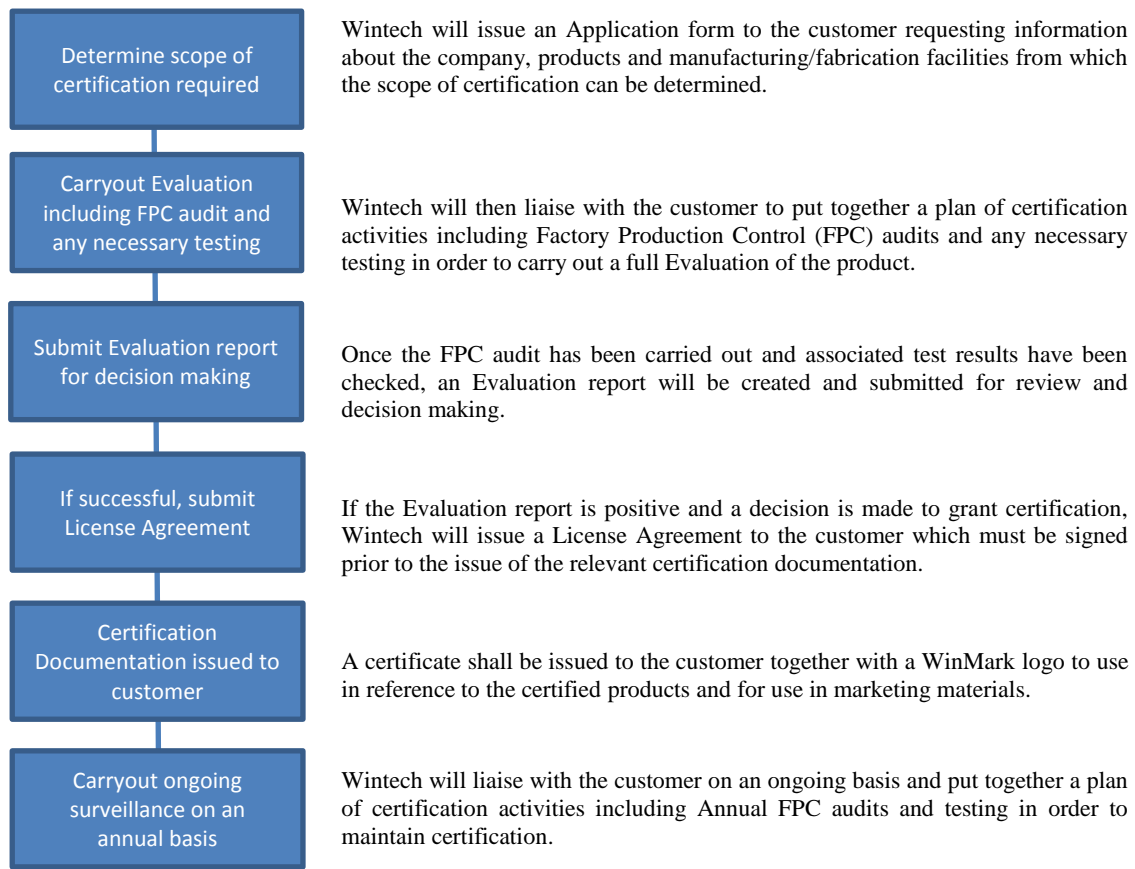 Determine scope of
certification required
Wintech will issue an Application form to the customer requesting information
about the company, products and manufacturing/fabrication facilities from which
the scope of certification can be determined.
Carryout Evaluation
including FPC audit and
any necessary testing
Wintech will then liaise with the customer to put together a plan of certification
activities including Factory Production Control (FPC) audits and any necessary
testing in order to carry out a full Evaluation of the product.
Submit Evaluation report
for decision making
Once the FPC audit has been carried out and associated test results have been
checked, an Evaluation report will be created and submitted for review and
decision making.
If successful, submit
License Agreement
If the Evaluation report is positive and a decision is made to grant certification,
Wintech will issue a License Agreement to the customer which must be signed
prior to the issue of the relevant certification documentation.
Certification
Documentation issued to
customer
A certificate shall be issued to the customer together with a WinMark logo to use
in reference to the certified products and for use in marketing materials.
Carryout ongoing
surveillance on an
annual basis
Wintech will liaise with the customer on an ongoing basis and put together a plan
of certification activities including Annual FPC audits and testing in order to
maintain certification.